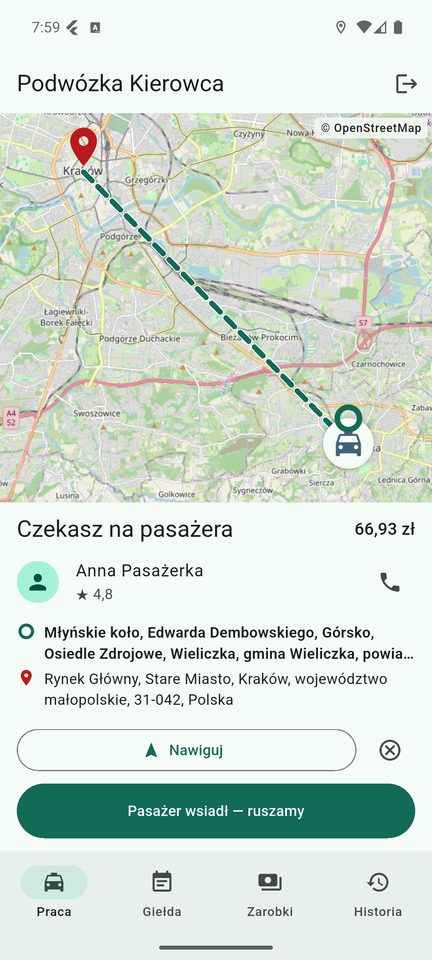 7:59
Podwózka Kierowca
© OpenStreetMap
Czyżyny
Kraków
Grzegórzki
Podgórze
Łagiewniki-
Borek Fałęcki
Podgórze Duchackie
Bieżanów-Prokocim
S7
Czarnochowice
A4
S2
Swoszowice
Grabówki
Siercza
Lednica Górna
Lusina
Golkowice
Sygneczów
Czekasz na pasażera
66,93 zł
Anna Pasażerka
★ 4,8
Młyńskie koło, Edwarda Dembowskiego, Górsko,
Osiedle Zdrojowe, Wieliczka, gmina Wieliczka, powia…
Rynek Główny, Stare Miasto, Kraków, województwo
małopolskie, 31-042, Polska
Nawiguj
Pasażer wsiadł — ruszamy
Praca
Giełda
Zarobki
Historia